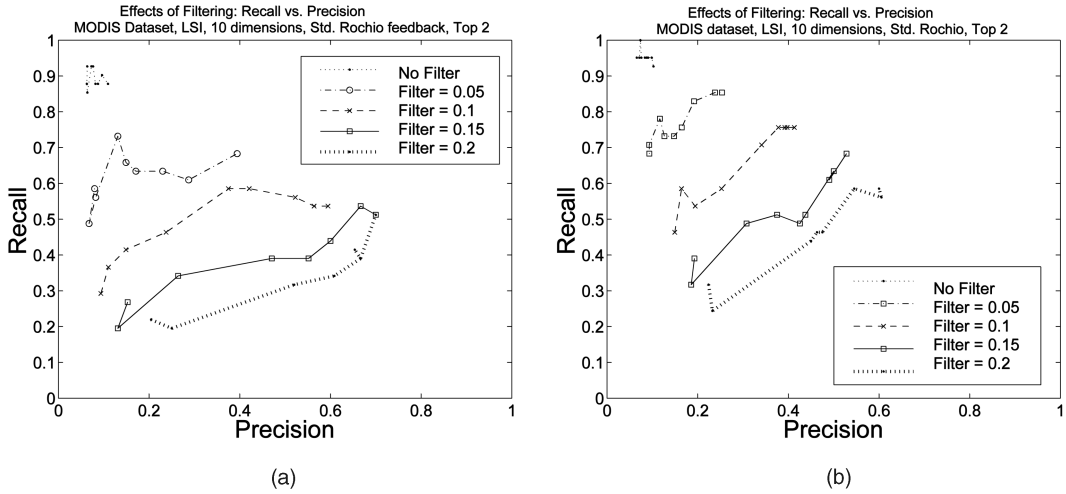 Effects of Filtering: Recall vs. Precision
MODIS Dataset, LSI, 10 dimensions, Std. Rochio feedback, Top 2
1
0.9
0.8
0.7
0.6
0.5
0.4
0.3
0.2
0.1
0
Recall
No Filter
Filter = 0.05
Filter = 0.1
Filter = 0.15
Filter = 0.2
0
0.2
0.4
0.6
0.8
1
Precision
(a)
Effects of Filtering: Recall vs. Precision
MODIS dataset, LSI, 10 dimensions, Std. Rochio, Top 2
1
0.9
0.8
0.7
0.6
0.5
0.4
0.3
0.2
0.1
0
Recall
No Filter
Filter = 0.05
Filter = 0.1
Filter = 0.15
Filter = 0.2
0
0.2
0.4
0.6
0.8
1
Precision
(b)